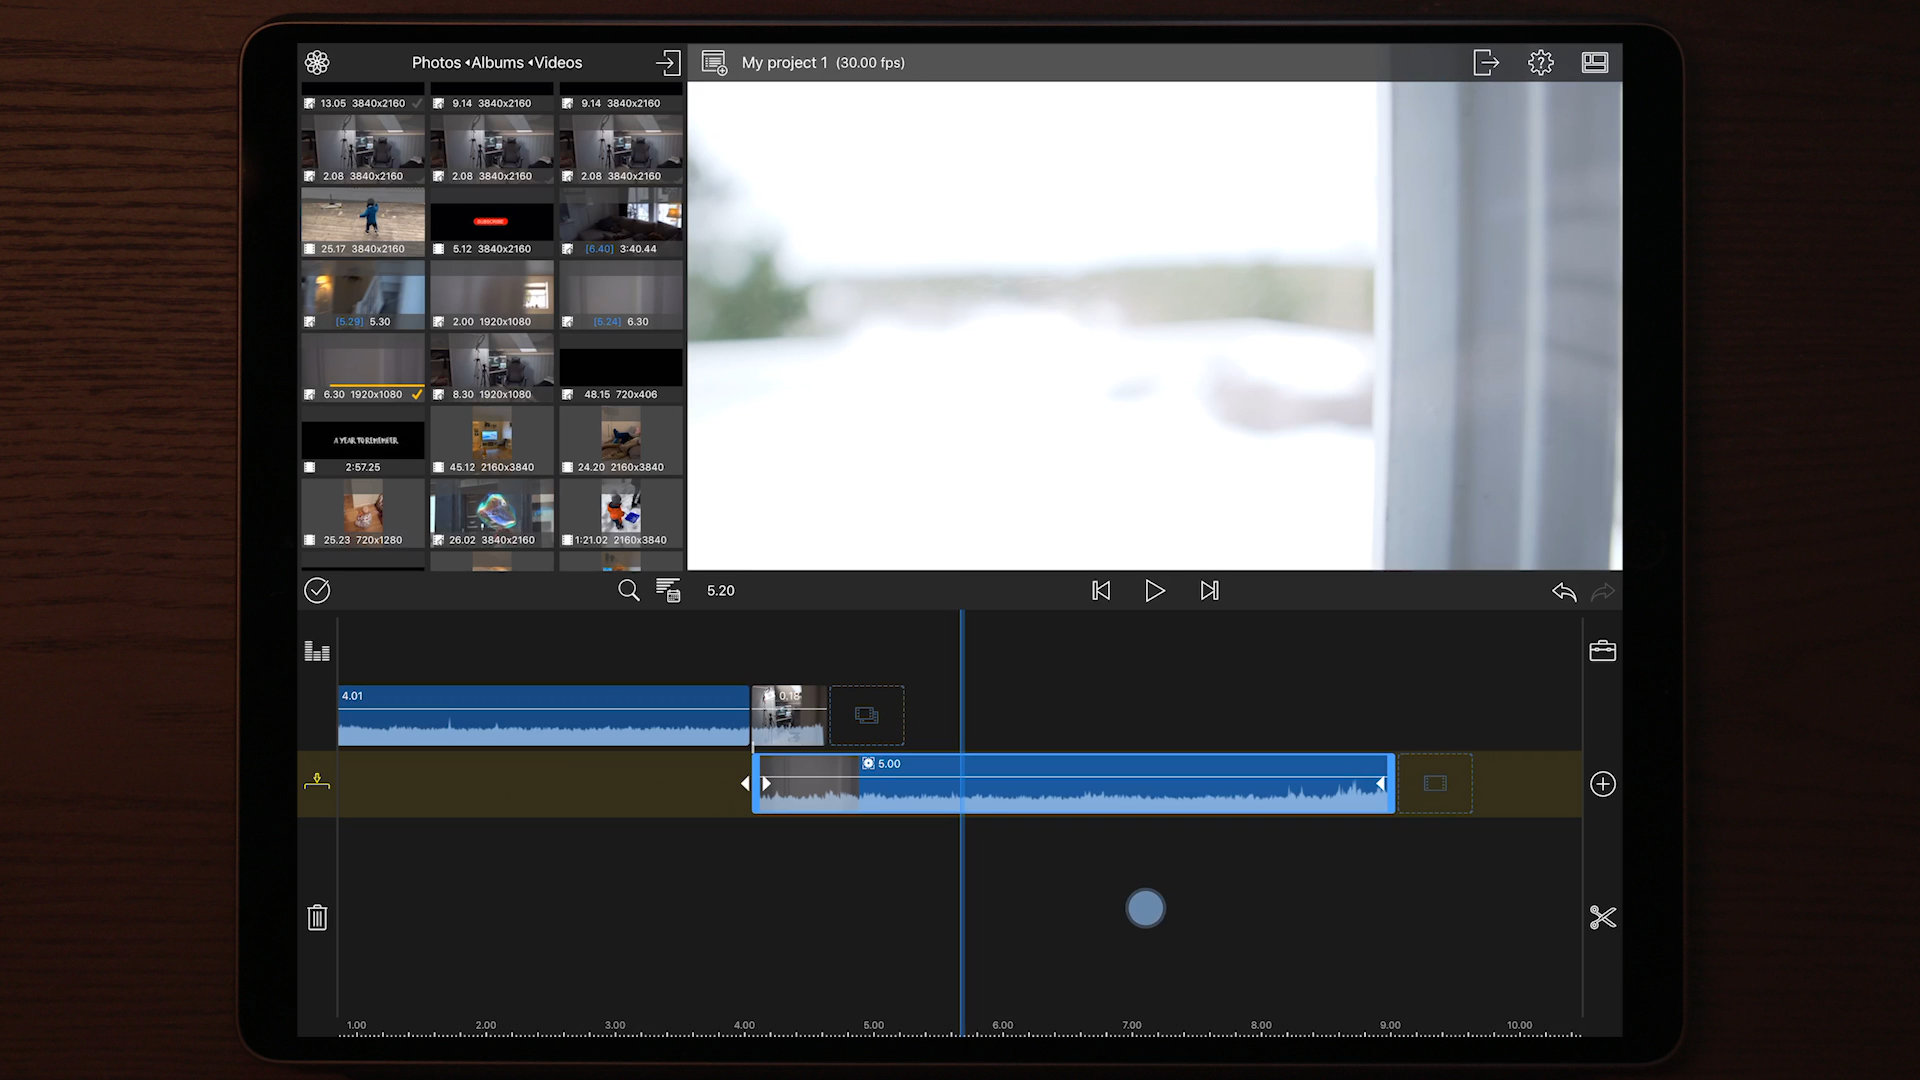 Photos Albums Videos
My project 1 (30.00 fps)
13.05 3840x2160
9.14 3840x2160
9.14 3840x2160
2.08 3840x2160
2.08 3840x2160
2.08 3840x2160
SUBSCRIBE
25.17 3840x2160
5.12 3840x2160
[6.40] 3:40.44
[5.29] 5.30
2.00 1920x1080
[5.24] 6.30
6.30 1920x1080
8.30 1920x1080
48.15 720x406
A YEAR TO REMEMBER
2:57.25
45.12 2160x3840
24.20 2160x3840
25.23 720x1280
26.02 3840x2160
1:21.02 2160x3840
5.20
4.01
0.18
5.00
1.00 2.00 3.00 4.00 5.00 6.00 7.00 8.00 9.00 10.00